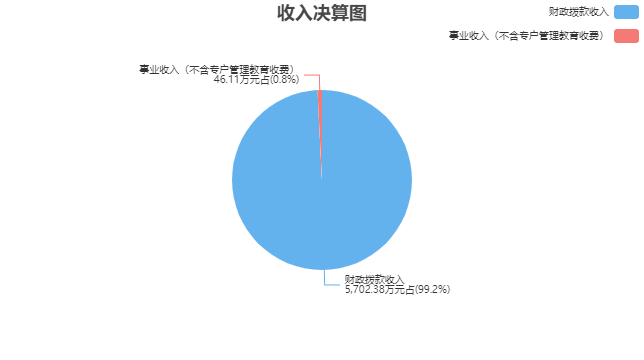 收入决算图
财政拨款收入
事业收入（不含专户管理教育收费）
事业收入（不含专户管理教育收费）
46.11万元占(0.8%)
财政拨款收入
5,702.38万元占(99.2%)